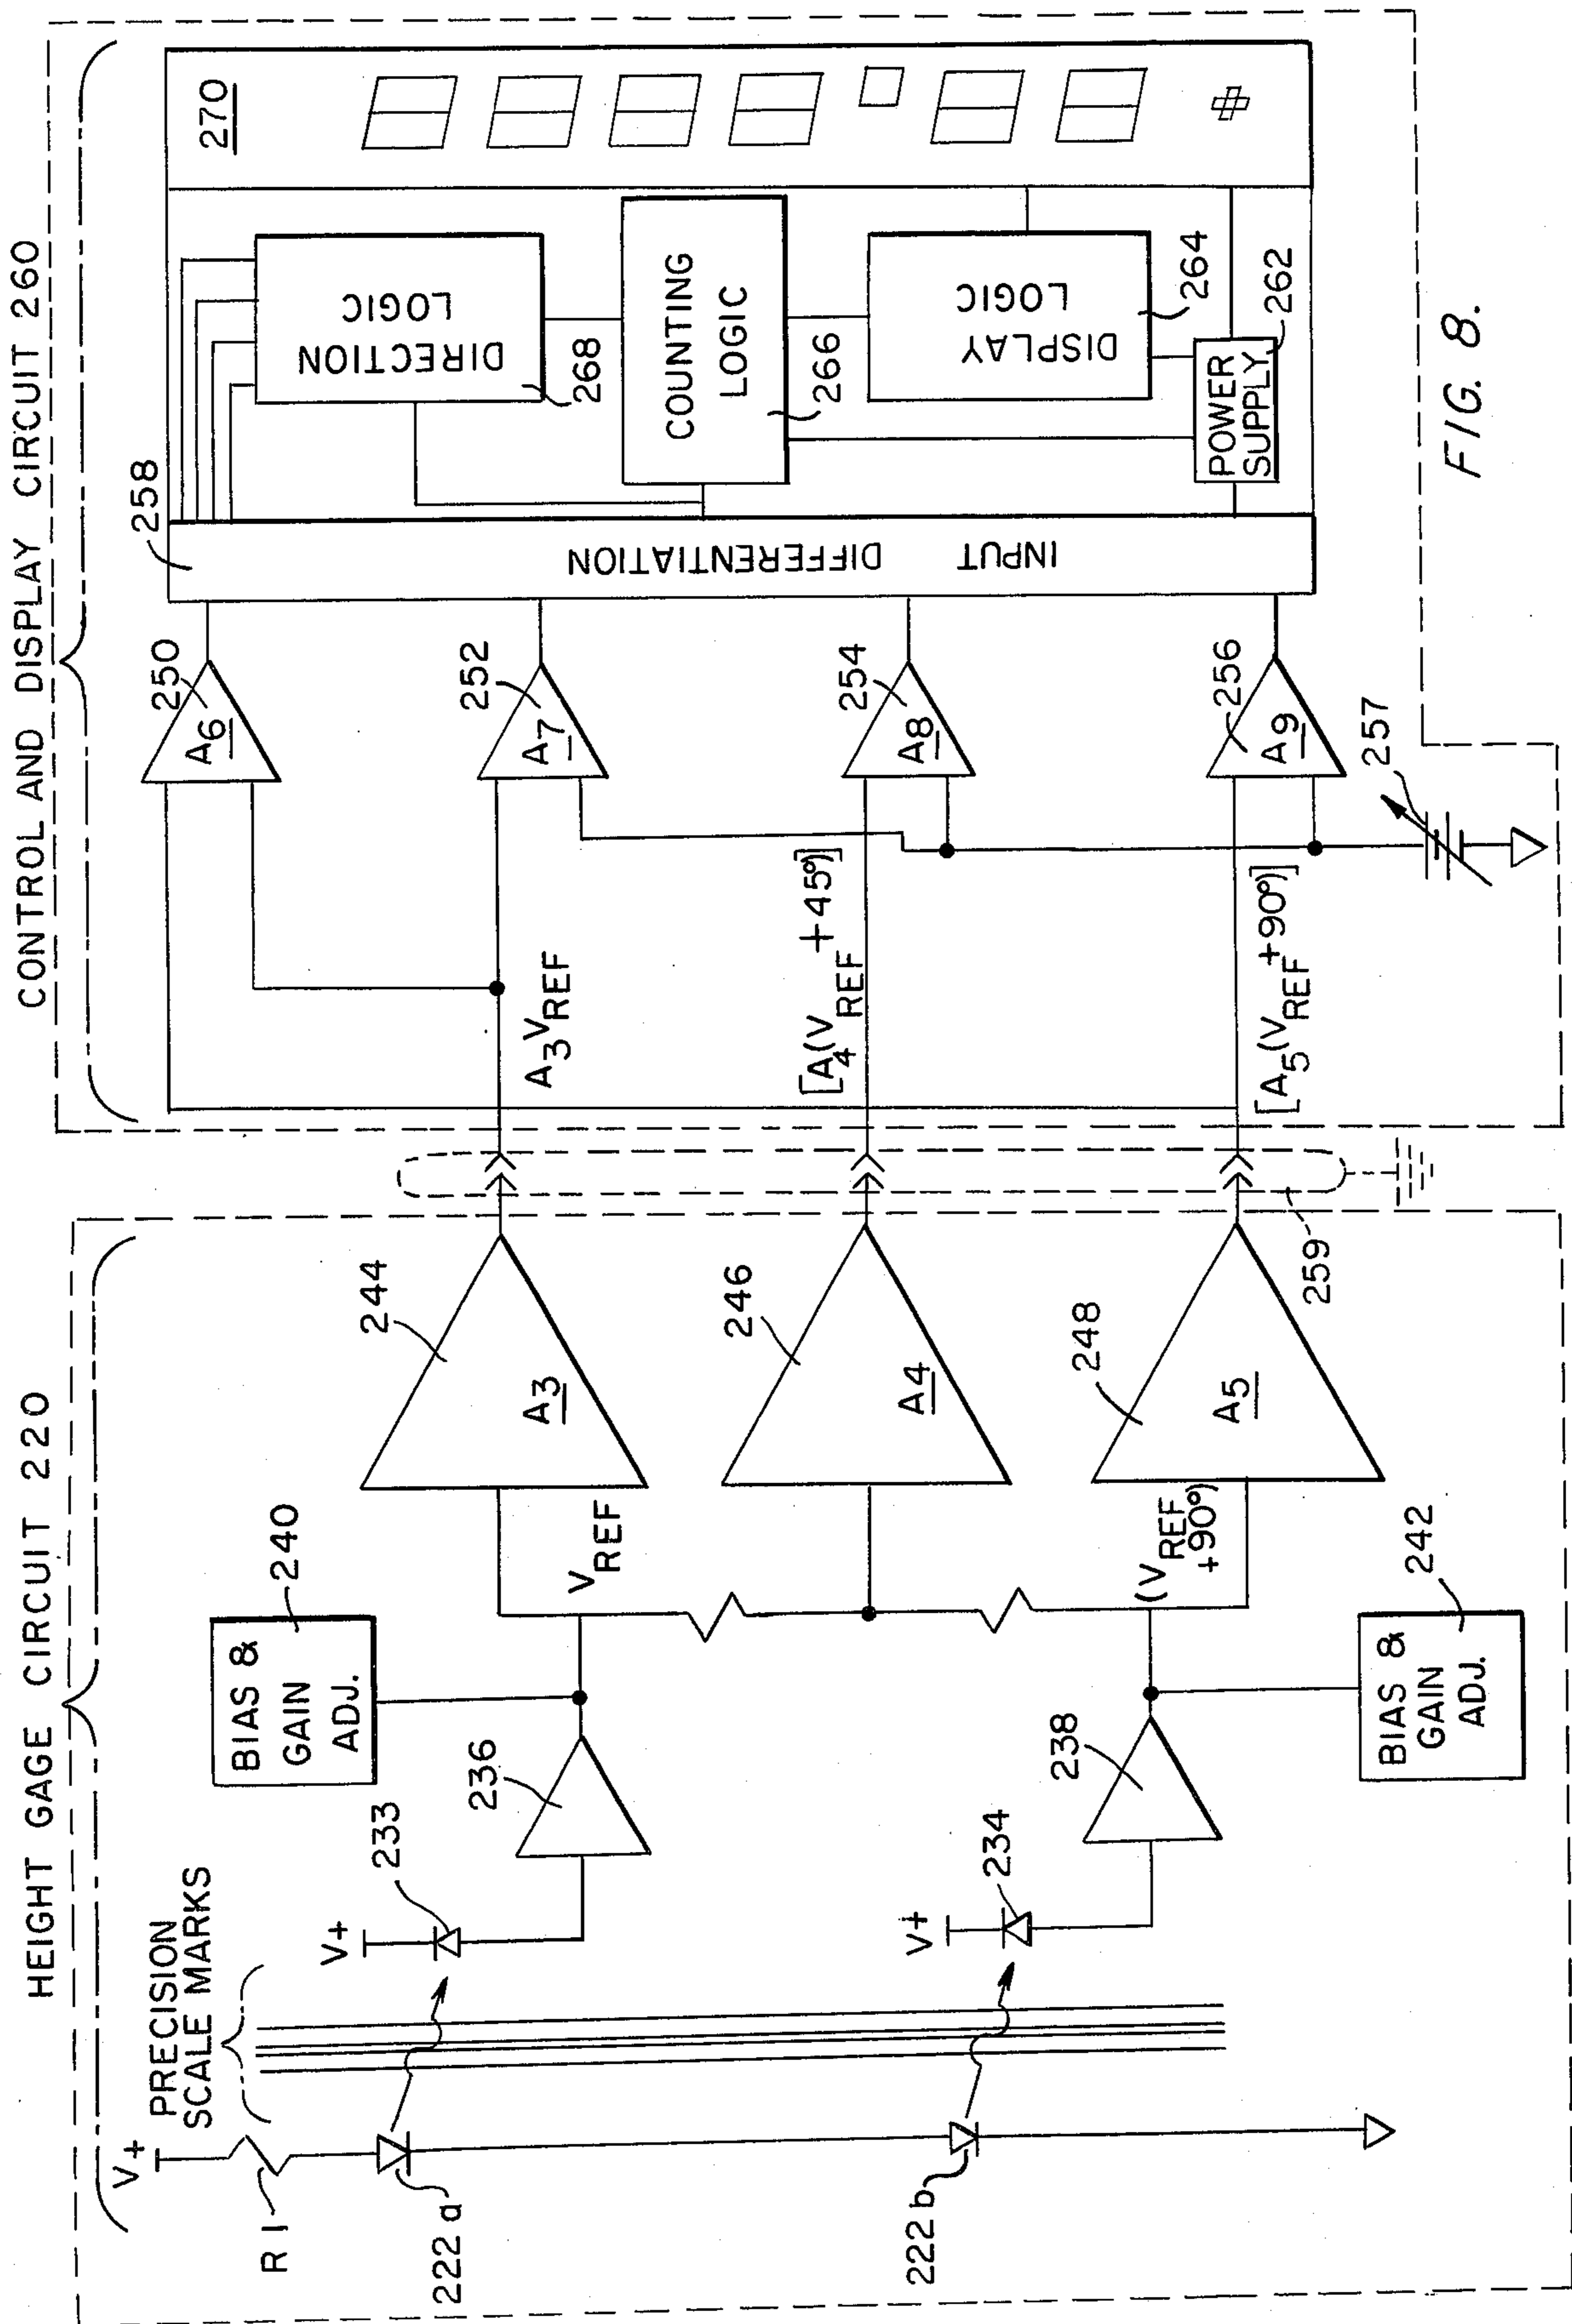 HEIGHT GAGE CIRCUIT 220
CONTROL AND DISPLAY CIRCUIT 260
V+
R1
222a
222b
PRECISION
SCALE MARKS
V+
233
V+
234
236
238
BIAS &
GAIN
ADJ.
240
BIAS &
GAIN
ADJ.
242
VREF
(VREF
+90°)
A3
244
A4
246
A5
248
259
A3VREF
[A4(VREF +45°)]
[A5(VREF +90°)]
A6
250
A7
252
A8
254
A9
256
257
258
INPUT DIFFERENTIATION
DIRECTION
LOGIC
268
COUNTING
LOGIC
266
DISPLAY
LOGIC
264
POWER
SUPPLY
262
270
FIG. 8.